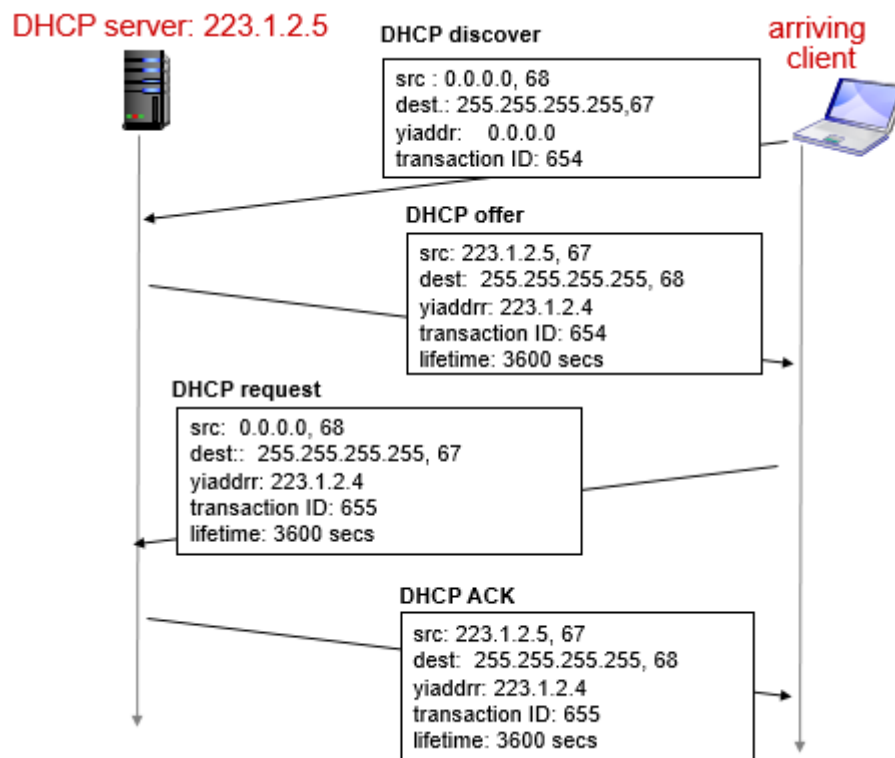 DHCP server: 223.1.2.5
arriving
client
DHCP discover
src : 0.0.0.0, 68
dest.: 255.255.255.255,67
yiaddr: 0.0.0.0
transaction ID: 654
DHCP offer
src: 223.1.2.5, 67
dest: 255.255.255.255, 68
yiaddrr: 223.1.2.4
transaction ID: 654
lifetime: 3600 secs
DHCP request
src: 0.0.0.0, 68
dest:: 255.255.255.255, 67
yiaddrr: 223.1.2.4
transaction ID: 655
lifetime: 3600 secs
DHCP ACK
src: 223.1.2.5, 67
dest: 255.255.255.255, 68
yiaddrr: 223.1.2.4
transaction ID: 655
lifetime: 3600 secs